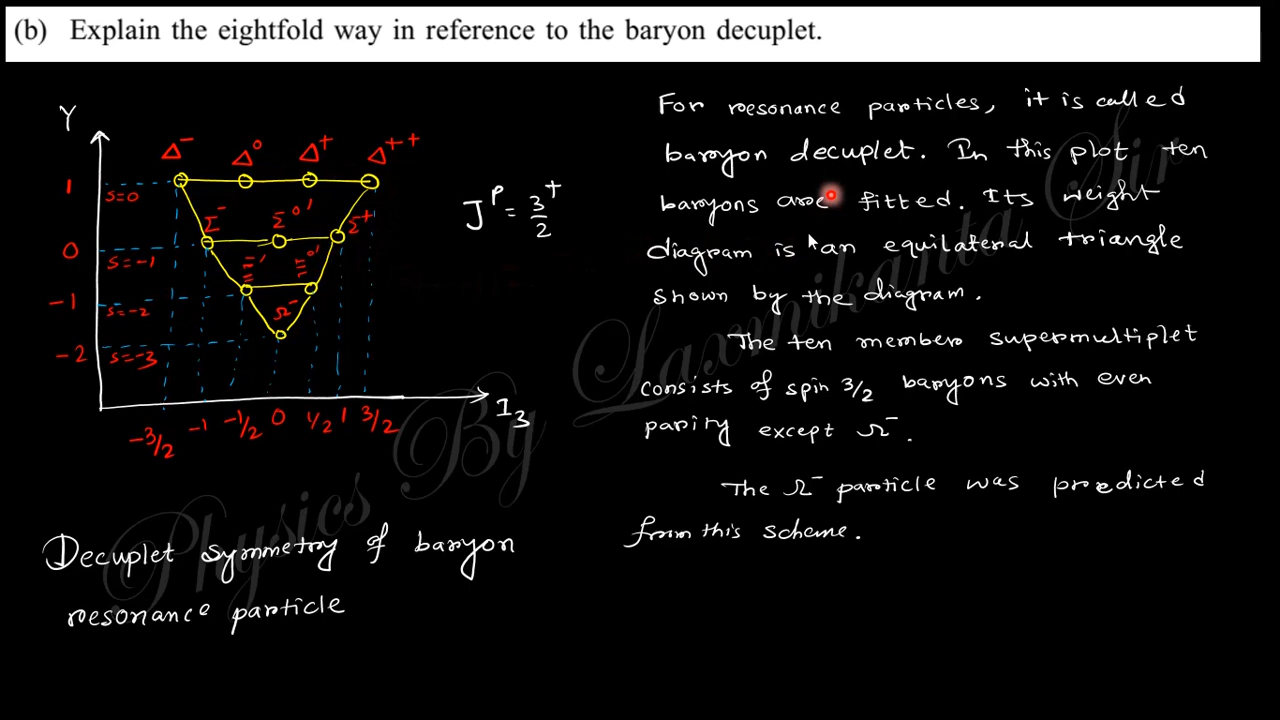 (b) Explain the eightfold way in reference to the baryon decuplet.
Y
Δ⁻ Δ⁰ Δ⁺ Δ⁺⁺
1 s=0
Σ⁻ Σ⁰′ Σ⁺
0 s=-1
Ξ′ Ξ⁰′
-1 s=-2
Ω⁻
-2 s=-3
-3/2 -1 -1/2 0 1/2 1 3/2
I₃
Jᴾ = 3/2⁺
Decuplet symmetry of baryon
resonance particle
For resonance particles, it is called
baryon decuplet. In this plot ten
baryons are fitted. Its weight
diagram is an equilateral triangle
shown by the diagram.
The ten member supermultiplet
consists of spin 3/2 baryons with even
parity except Ω⁻.
The Ω⁻ particle was predicted
from this scheme.
Physics By Laxmikanta Sir